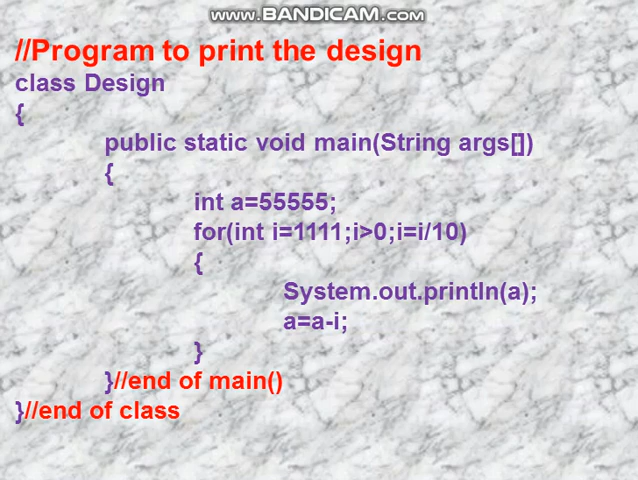 www.BANDICAM.com
//Program to print the design
class Design
{
public static void main(String args[])
{
int a=55555;
for(int i=1111;i>0;i=i/10)
{
System.out.println(a);
a=a-i;
}
}//end of main()
}//end of class